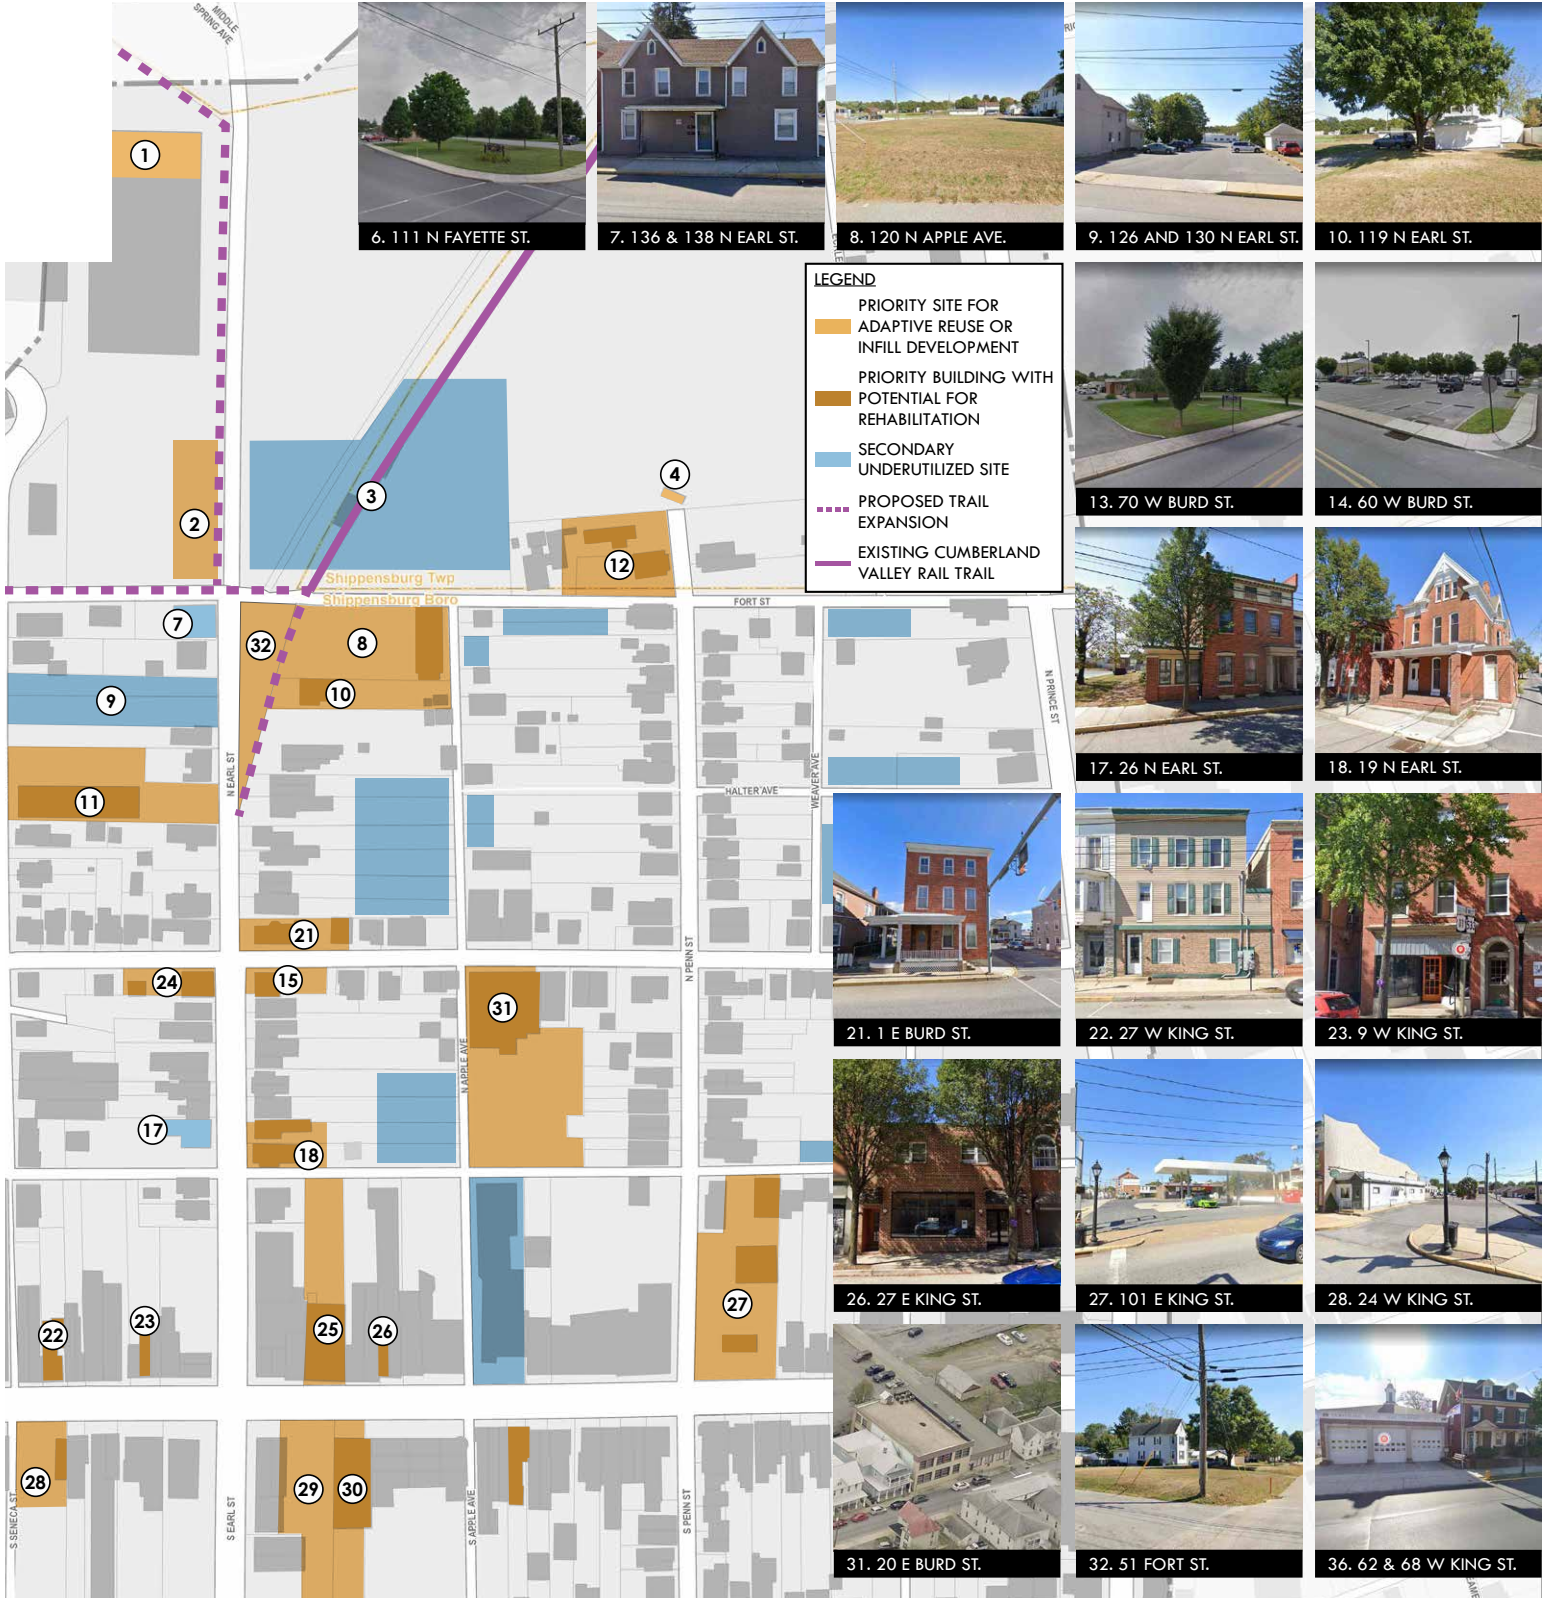 MIDDLE
SPRING AVE
1
6. 111 N FAYETTE ST.
7. 136 & 138 N EARL ST.
8. 120 N APPLE AVE.
9. 126 AND 130 N EARL ST.
10. 119 N EARL ST.
LEGEND
PRIORITY SITE FOR
ADAPTIVE REUSE OR
INFILL DEVELOPMENT
PRIORITY BUILDING WITH
POTENTIAL FOR
REHABILITATION
SECONDARY
UNDERUTILIZED SITE
PROPOSED TRAIL
EXPANSION
EXISTING CUMBERLAND
VALLEY RAIL TRAIL
13. 70 W BURD ST.
14. 60 W BURD ST.
2
3
4
12
Shippensburg Twp
Shippensburg Boro
FORT ST
7
32
8
9
10
11
N EARL ST
HALTER AVE
WEAVER AVE
N PRINCE ST
17. 26 N EARL ST.
18. 19 N EARL ST.
21
24
15
31
N PENN ST
N APPLE AVE
17
18
21. 1 E BURD ST.
22. 27 W KING ST.
23. 9 W KING ST.
22
23
25
26
27
26. 27 E KING ST.
27. 101 E KING ST.
28. 24 W KING ST.
28
29
30
S SENECA ST
S EARL ST
S APPLE AVE
S PENN ST
31. 20 E BURD ST.
32. 51 FORT ST.
36. 62 & 68 W KING ST.